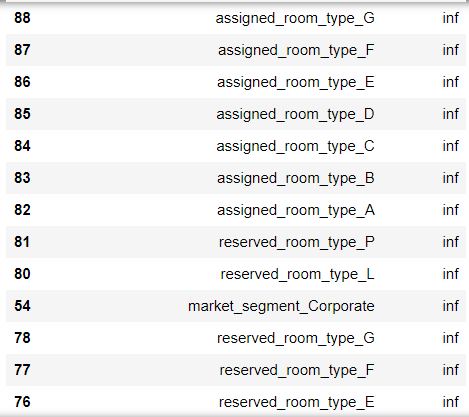 88 assigned_room_type_G inf
87 assigned_room_type_F inf
86 assigned_room_type_E inf
85 assigned_room_type_D inf
84 assigned_room_type_C inf
83 assigned_room_type_B inf
82 assigned_room_type_A inf
81 reserved_room_type_P inf
80 reserved_room_type_L inf
54 market_segment_Corporate inf
78 reserved_room_type_G inf
77 reserved_room_type_F inf
76 reserved_room_type_E inf